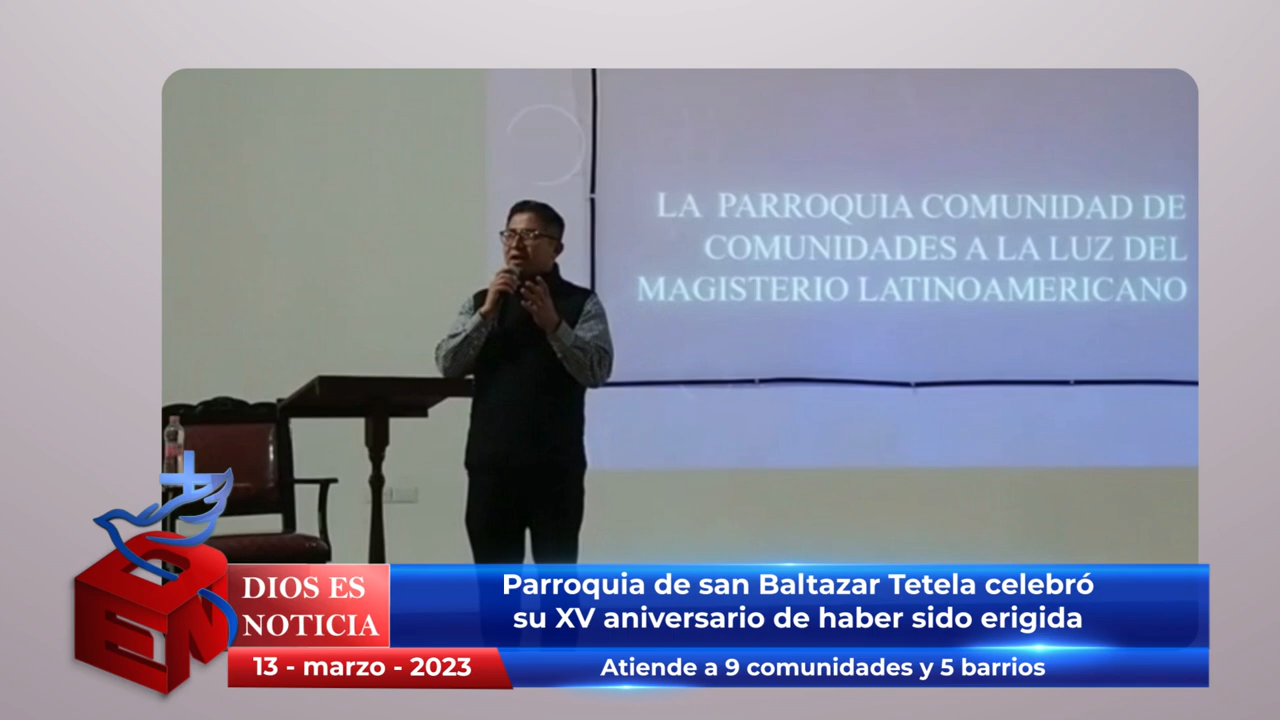 LA PARROQUIA COMUNIDAD DE
COMUNIDADES A LA LUZ DEL
MAGISTERIO LATINOAMERICANO
DEN
DIOS ES
NOTICIA
Parroquia de san Baltazar Tetela celebró
su XV aniversario de haber sido erigida
13 - marzo - 2023
Atiende a 9 comunidades y 5 barrios